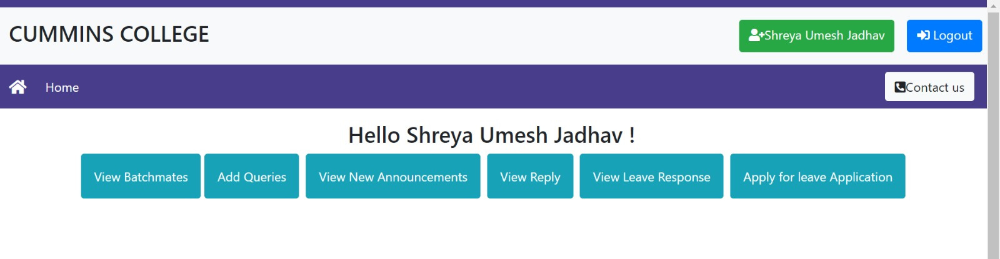 CUMMINS COLLEGE
Shreya Umesh Jadhav
Logout
Home
Contact us
Hello Shreya Umesh Jadhav !
View Batchmates
Add Queries
View New Announcements
View Reply
View Leave Response
Apply for leave Application